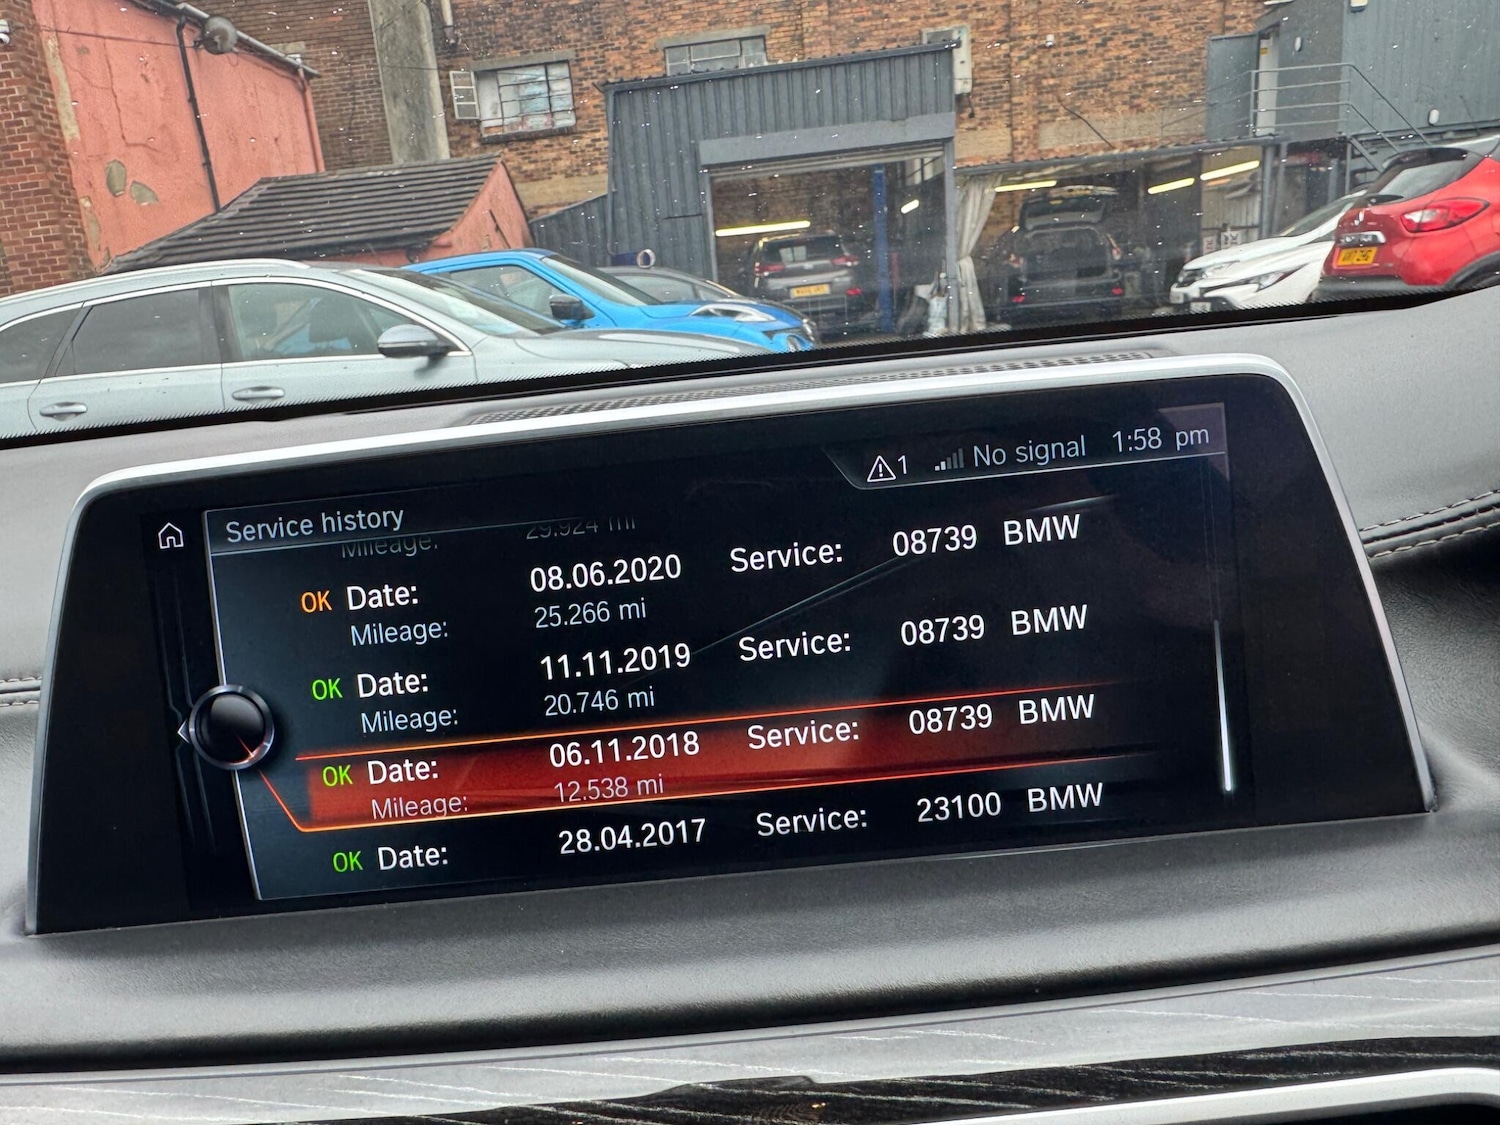 1 No signal 1:58 pm
Service history
Mileage: 29.924 mi
OK Date: 08.06.2020 Service: 08739 BMW
Mileage: 25.266 mi
OK Date: 11.11.2019 Service: 08739 BMW
Mileage: 20.746 mi
OK Date: 06.11.2018 Service: 08739 BMW
Mileage: 12.538 mi
OK Date: 28.04.2017 Service: 23100 BMW